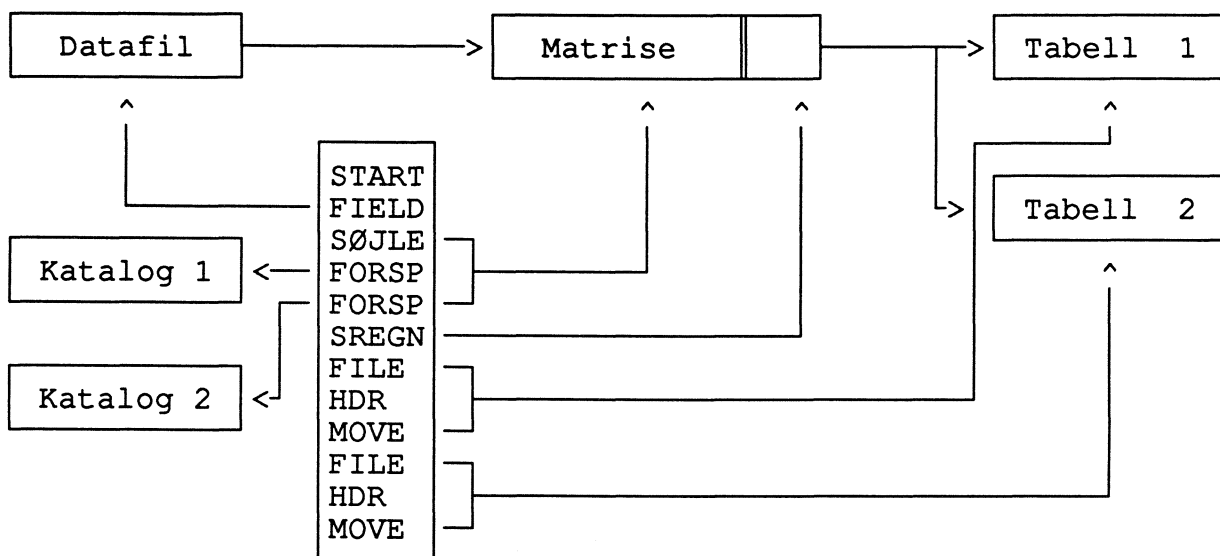 Datafil
Matrise
Tabell 1
START
FIELD
SØJLE
FORSP
FORSP
SREGN
FILE
HDR
MOVE
FILE
HDR
MOVE
Katalog 1
Katalog 2
Tabell 2